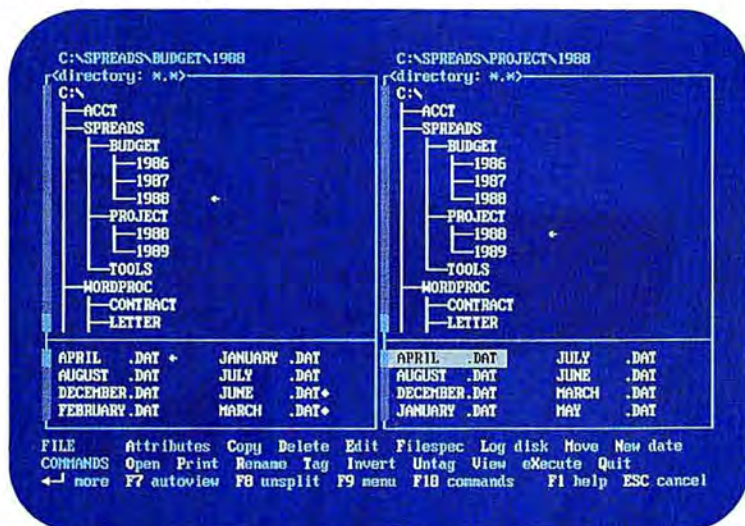 C:\SPREADS\BUDGET\1988
<directory: *.*>
C:\
ACCT
SPREADS
BUDGET
1986
1987
1988 ←
PROJECT
1988
1989
TOOLS
WORDPROC
CONTRACT
LETTER
APRIL .DAT ← JANUARY .DAT
AUGUST .DAT JULY .DAT
DECEMBER.DAT JUNE .DAT♦
FEBRUARY.DAT MARCH .DAT♦
C:\SPREADS\PROJECT\1988
<directory: *.*>
C:\
ACCT
SPREADS
BUDGET
1986
1987
1988
PROJECT
1988 ←
1989
TOOLS
WORDPROC
CONTRACT
LETTER
APRIL .DAT JULY .DAT
AUGUST .DAT JUNE .DAT
DECEMBER.DAT MARCH .DAT
JANUARY .DAT MAY .DAT
FILE Attributes Copy Delete Edit Filespec Log disk Move New date
COMMANDS Open Print Rename Tag Invert Untag View eXecute Quit
◄┘ more F7 autoview F8 unsplit F9 menu F10 commands F1 help ESC cancel